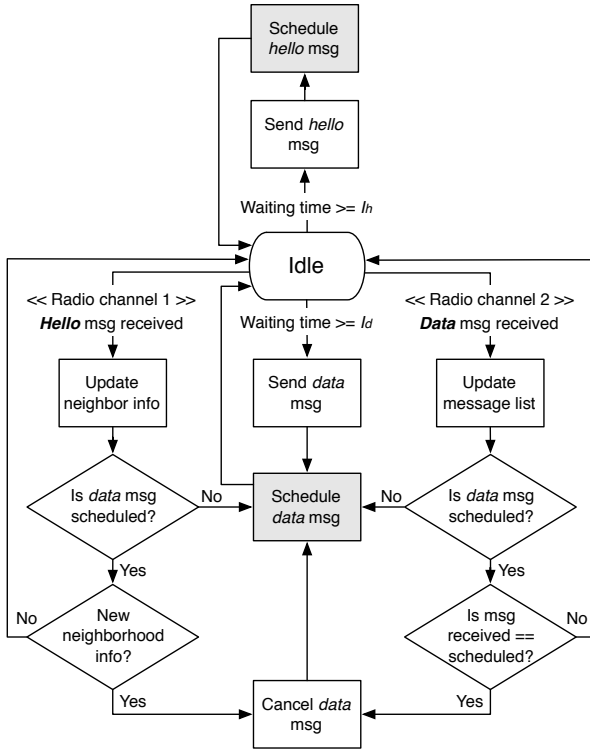 Schedule
hello msg
Send hello
msg
Waiting time >= Ih
Idle
<< Radio channel 1 >>
Hello msg received
Waiting time >= Id
<< Radio channel 2 >>
Data msg received
Update
neighbor info
Send data
msg
Update
message list
Is data msg
scheduled?
No
Schedule
data msg
No
Is data msg
scheduled?
Yes
Yes
No
New
neighborhood
info?
Is msg
received ==
scheduled?
No
Yes
Cancel data
msg
Yes